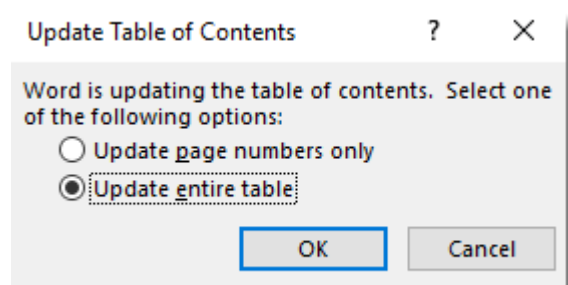 Update Table of Contents ? ×
Word is updating the table of contents. Select one
of the following options:
Update page numbers only
Update entire table
OK Cancel